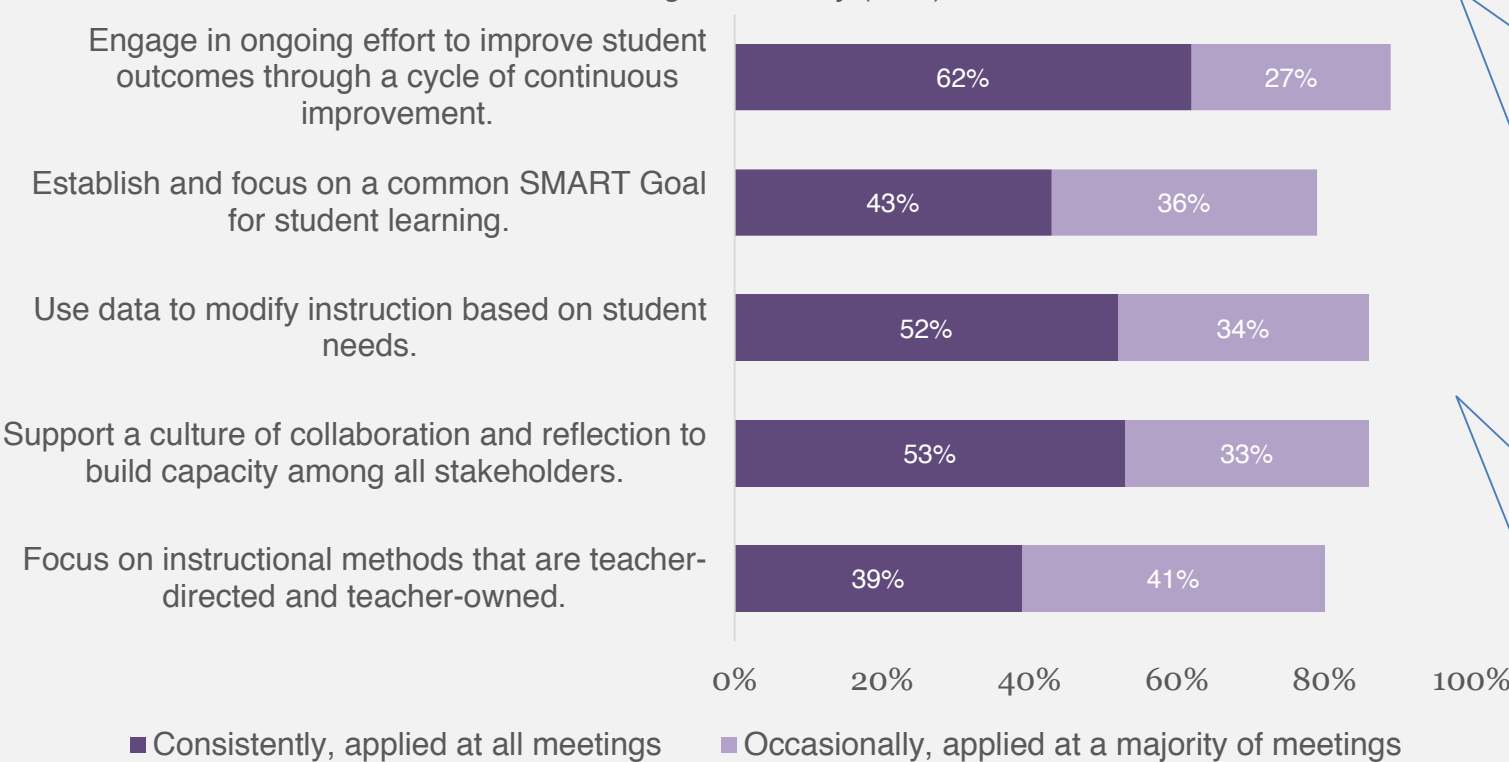 Engage in ongoing effort to improve student
outcomes through a cycle of continuous
improvement.
62%
27%
Establish and focus on a common SMART Goal
for student learning.
43%
36%
Use data to modify instruction based on student
needs.
52%
34%
Support a culture of collaboration and reflection to
build capacity among all stakeholders.
53%
33%
Focus on instructional methods that are teacher-
directed and teacher-owned.
39%
41%
0% 20% 40% 60% 80% 100%
Consistently, applied at all meetings
Occasionally, applied at a majority of meetings